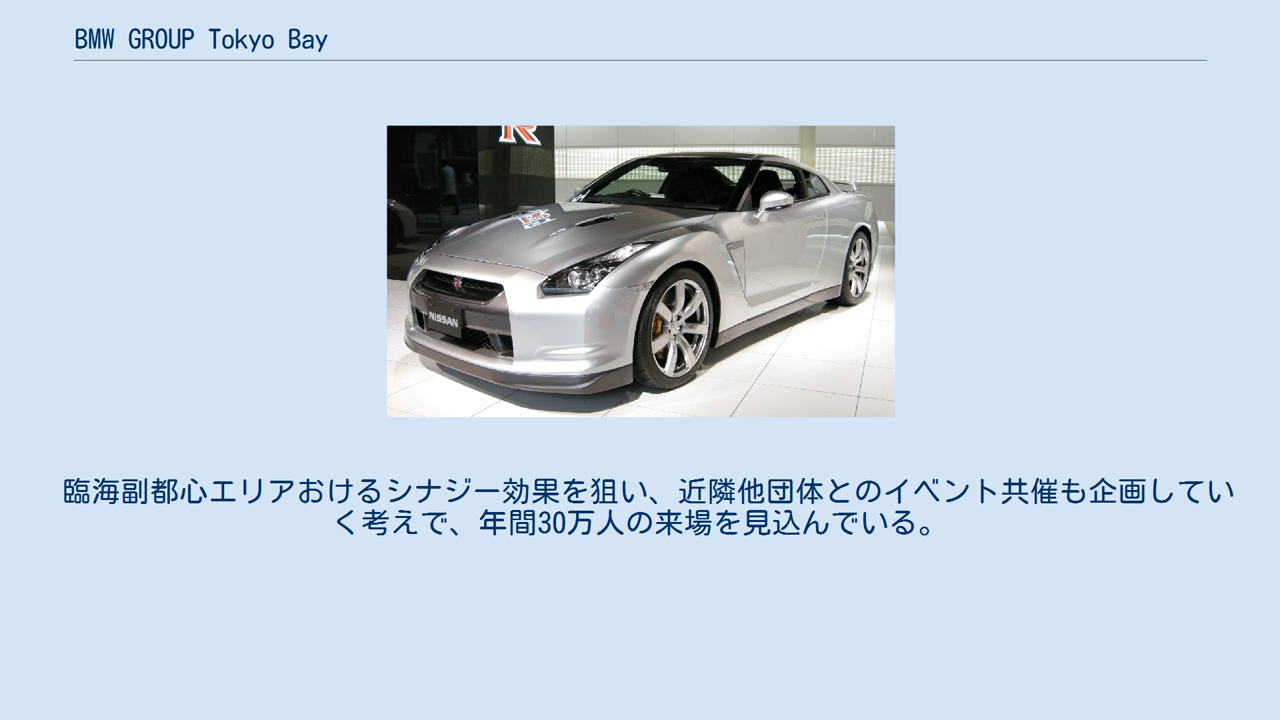 BMW GROUP Tokyo Bay
R
NISSAN
臨海副都心エリアおけるシナジー効果を狙い、近隣他団体とのイベント共催も企画してい
く考えで、年間30万人の来場を見込んでいる。